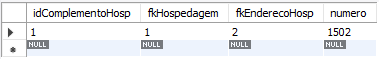 idComplementoHosp fkHospedagem fkEnderecoHosp numero
1 1 2 1502
NULL NULL NULL NULL